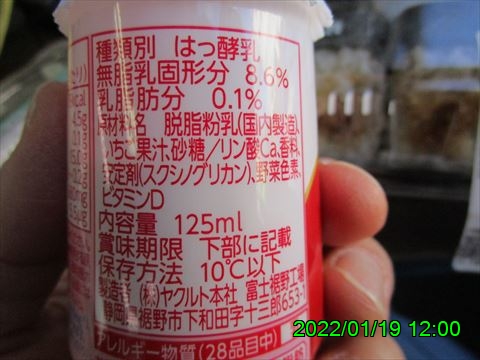 種類別 はっ酵乳
無脂乳固形分 8.6%
乳脂肪分 0.1%
原材料名 脱脂粉乳(国内製造)、
いちご果汁、砂糖/リン酸Ca、香料、
安定剤(スクシノグリカン)、野菜色素、
ビタミンD
内容量 125ml
賞味期限 下部に記載
保存方法 10℃以下
製造者 (株)ヤクルト本社 富士裾野工場
静岡県裾野市下和田字十三郎653-1
アレルギー物質(28品目中)
2022/01/19 12:00